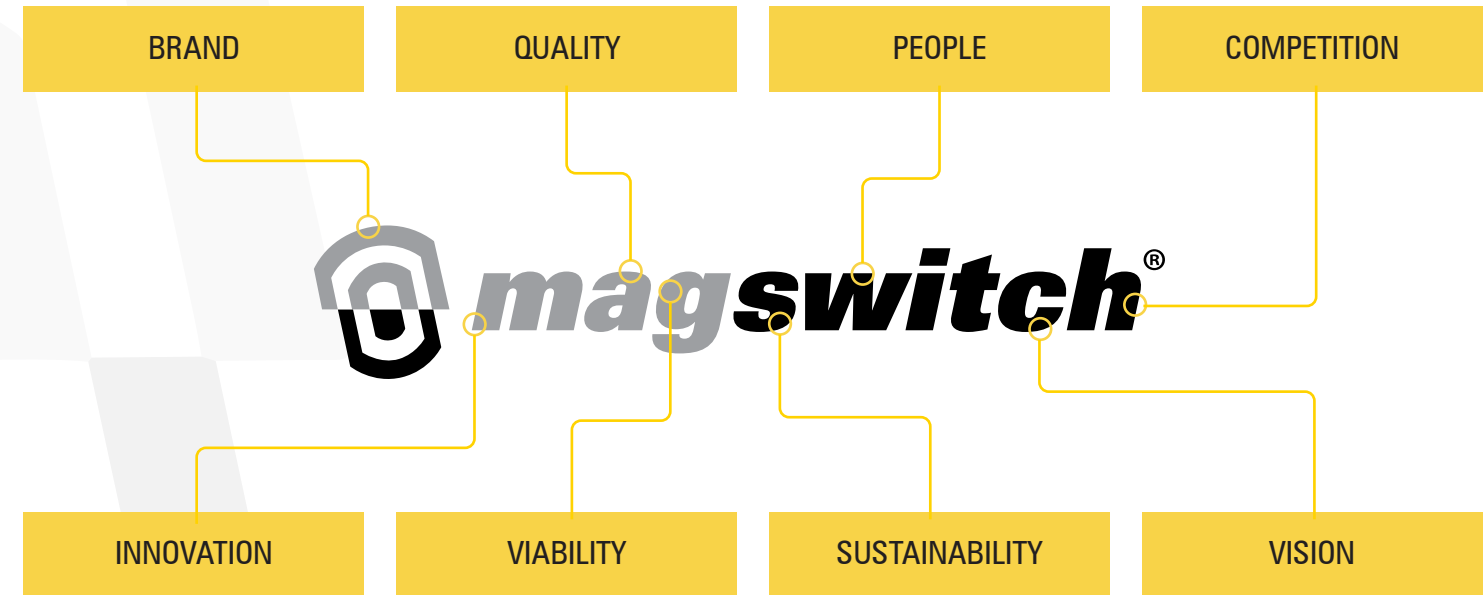 BRAND
QUALITY
PEOPLE
COMPETITION
magswitch®
INNOVATION
VIABILITY
SUSTAINABILITY
VISION